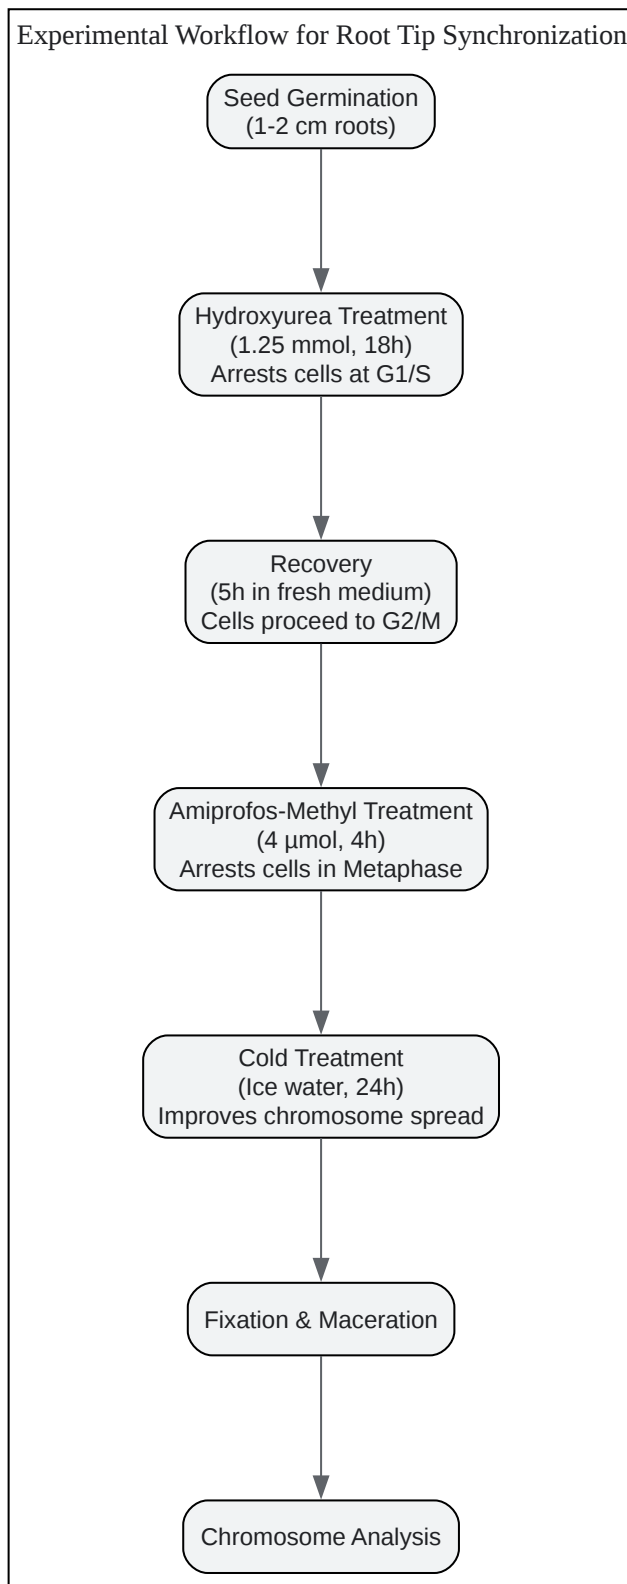 Experimental Workflow for Root Tip Synchronization
Seed Germination
(1-2 cm roots)
Hydroxyurea Treatment
(1.25 mmol, 18h)
Arrests cells at G1/S
Recovery
(5h in fresh medium)
Cells proceed to G2/M
Amiprofos-Methyl Treatment
(4 µmol, 4h)
Arrests cells in Metaphase
Cold Treatment
(Ice water, 24h)
Improves chromosome spread
Fixation & Maceration
Chromosome Analysis